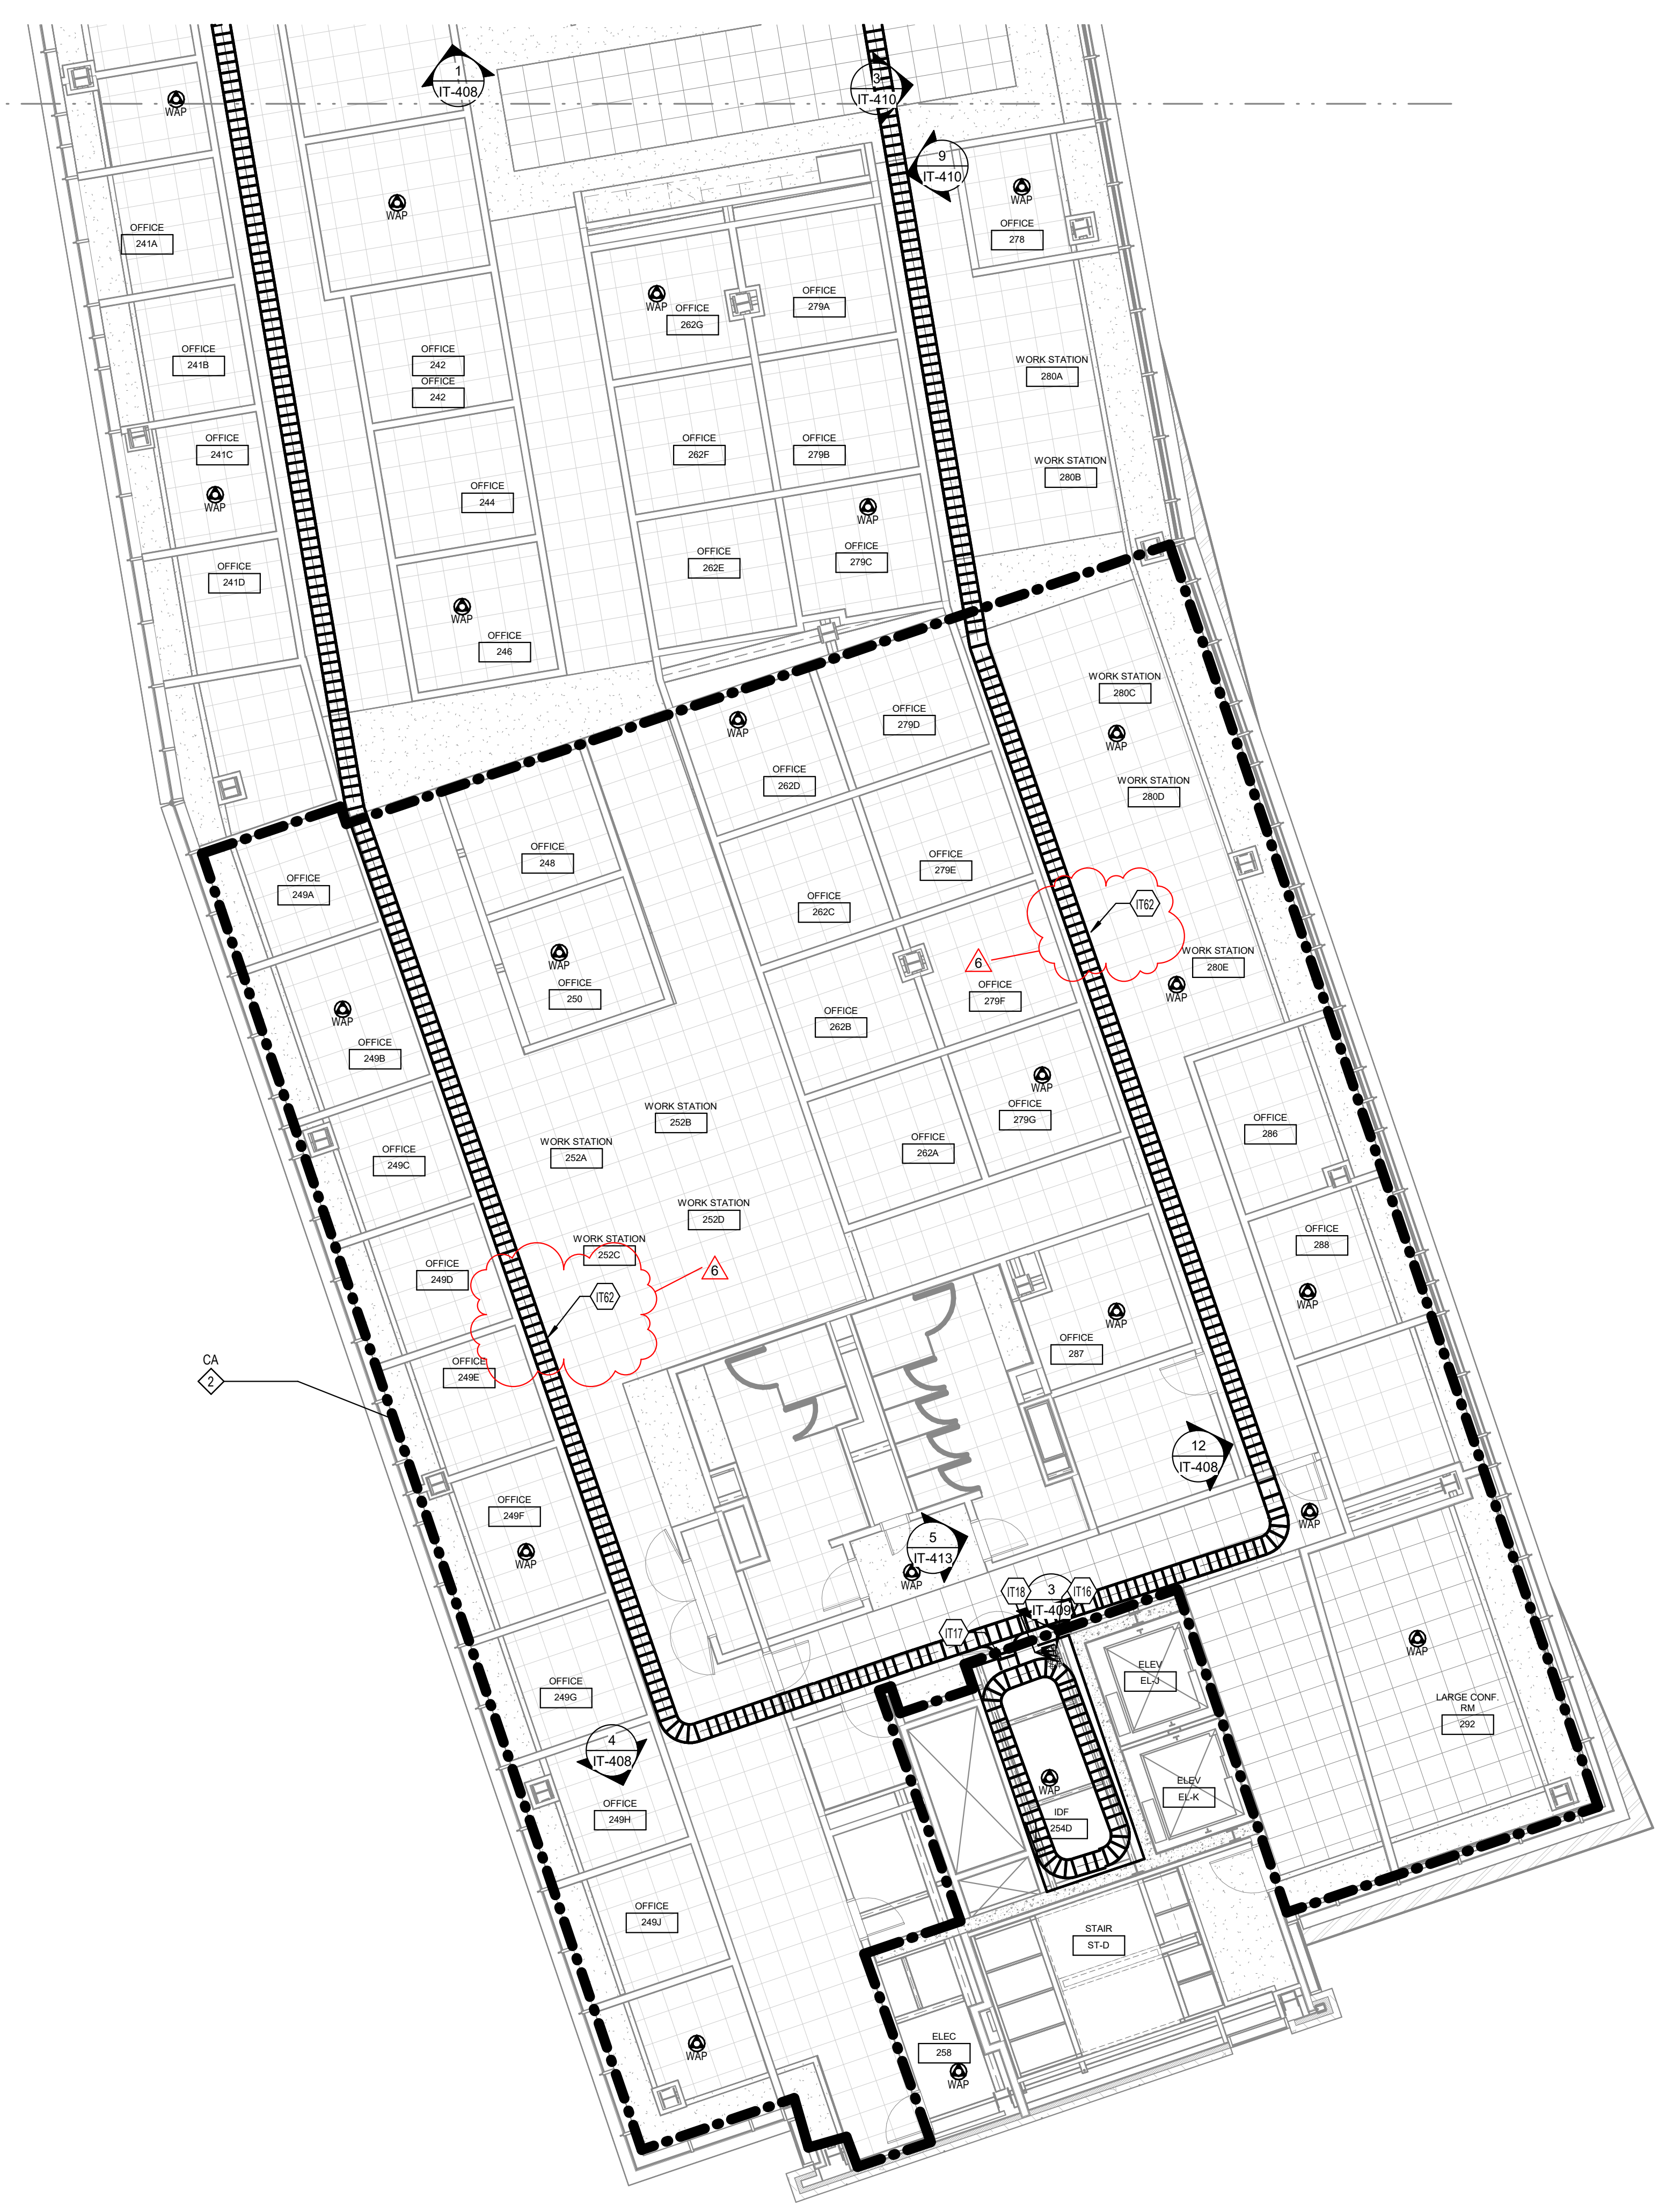 1
IT-408
3
IT-410
WAP
9
IT-410
WAP
OFFICE
278
WAP
OFFICE
241A
WAP
OFFICE
262G
OFFICE
279A
OFFICE
241B
OFFICE
242
OFFICE
242
WORK STATION
280A
OFFICE
241C
WAP
OFFICE
244
OFFICE
262F
OFFICE
279B
WORK STATION
280B
WAP
OFFICE
279C
OFFICE
262E
OFFICE
241D
WAP
OFFICE
246
WORK STATION
280C
WAP
OFFICE
279D
WAP
OFFICE
262D
WORK STATION
280D
OFFICE
248
OFFICE
249A
OFFICE
279E
OFFICE
262C
IT62
6
WORK STATION
280E
WAP
OFFICE
279F
WAP
OFFICE
250
WAP
OFFICE
249B
OFFICE
262B
WAP
OFFICE
279G
WORK STATION
252B
WORK STATION
252A
OFFICE
262A
OFFICE
286
OFFICE
249C
WORK STATION
252D
WORK STATION
252C
OFFICE
288
WAP
OFFICE
249D
6
IT62
WAP
OFFICE
287
OFFICE
249E
CA
2
12
IT-408
OFFICE
249F
WAP
WAP
5
IT-413
WAP
IT18
3
IT-409
IT16
IT17
WAP
ELEV
EL-J
OFFICE
249G
LARGE CONF.
RM
292
4
IT-408
WAP
ELEV
EL-K
OFFICE
249H
IDF
254D
OFFICE
249J
STAIR
ST-D
WAP
ELEC
258
WAP